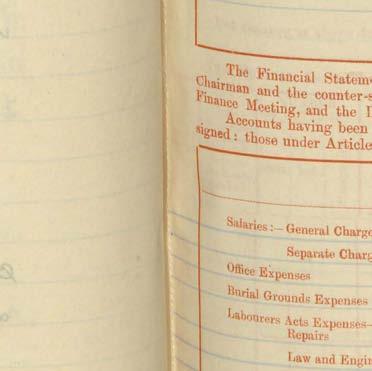 The Financial Statem
Chairman and the counter-s
Finance Meeting, and the
Accounts having been
signed: those under Article
Salaries:—General Charg
Separate Charg
Office Expenses
Burial Grounds Expenses
Labourers Acts Expenses—
Repairs
Law and Engin